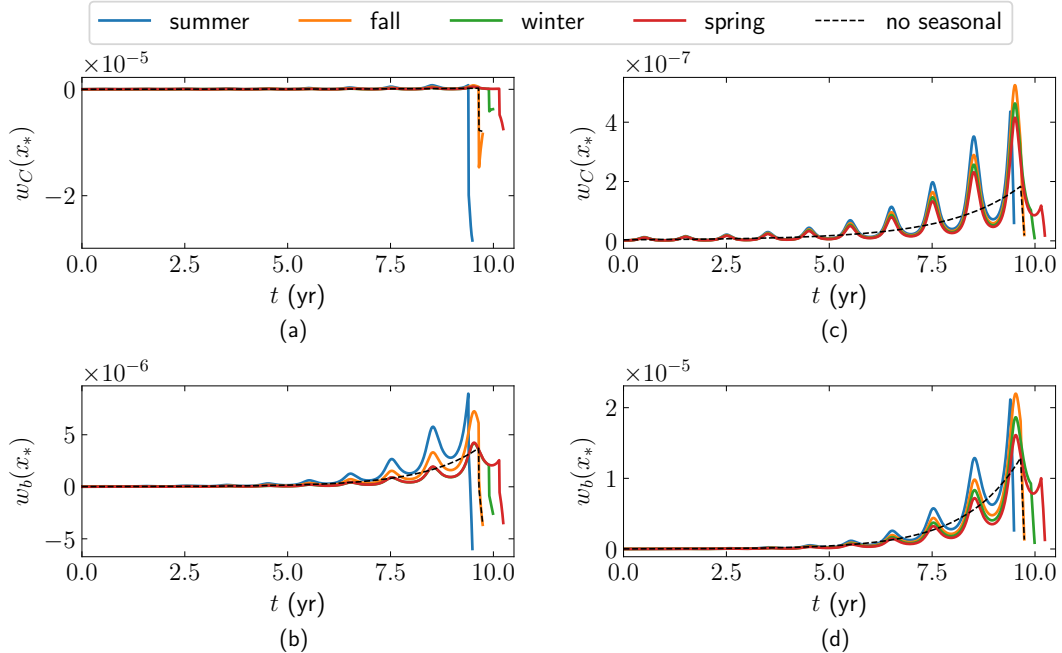 summer fall winter spring no seasonal
×10⁻⁵
0
−2
w_C(x_*)
0.0 2.5 5.0 7.5 10.0
t (yr)
(a)
×10⁻⁷
4
2
0
w_C(x_*)
0.0 2.5 5.0 7.5 10.0
t (yr)
(c)
×10⁻⁶
5
0
−5
w_b(x_*)
0.0 2.5 5.0 7.5 10.0
t (yr)
(b)
×10⁻⁵
2
1
0
w_b(x_*)
0.0 2.5 5.0 7.5 10.0
t (yr)
(d)